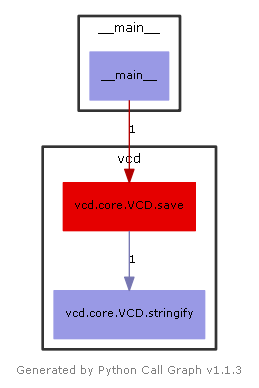 __main__
__main__
1
vcd
vcd.core.VCD.save
1
vcd.core.VCD.stringify
Generated by Python Call Graph v1.1.3